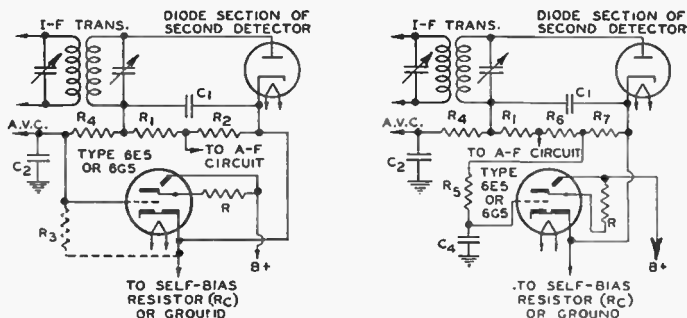 I-F TRANS.
DIODE SECTION OF
SECOND DETECTOR
C1
A.V.C.
R4
R1
R2
C2
TO A-F
CIRCUIT
TYPE 6E5
OR 6G5
R
R3
B+
TO SELF-BIAS
RESISTOR (RC)
OR GROUND
I-F TRANS.
DIODE SECTION OF
SECOND DETECTOR
C1
A.V.C.
R4
R1
R6
R7
C2
TO A-F CIRCUIT
R5
TYPE 6E5
OR
6G5
R
C4
B+
.TO SELF-BIAS
RESISTOR (RC)
OR GROUND